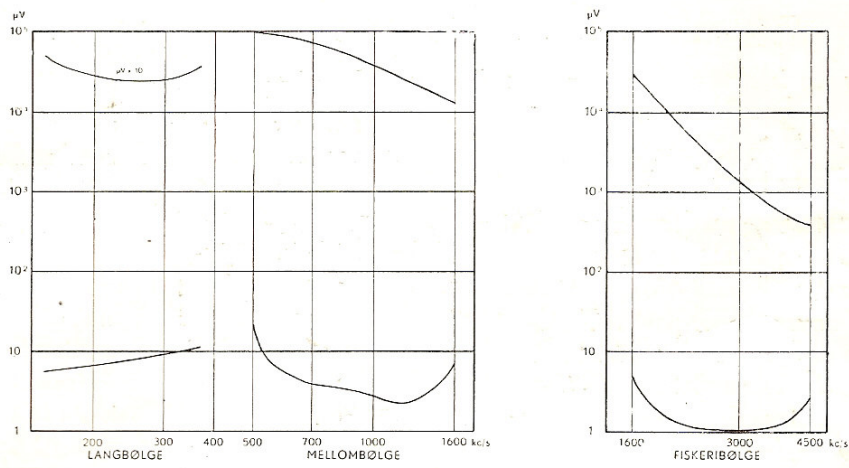 µV
10⁵
µV × 10
10⁴
10³
10²
10
1
200 300 400 500 700 1000 1600 kc/s
LANGBØLGE MELLOMBØLGE
µV
10⁵
10⁴
10³
10²
10
1
1600 3000 4500 kc/s
FISKERIBØLGE